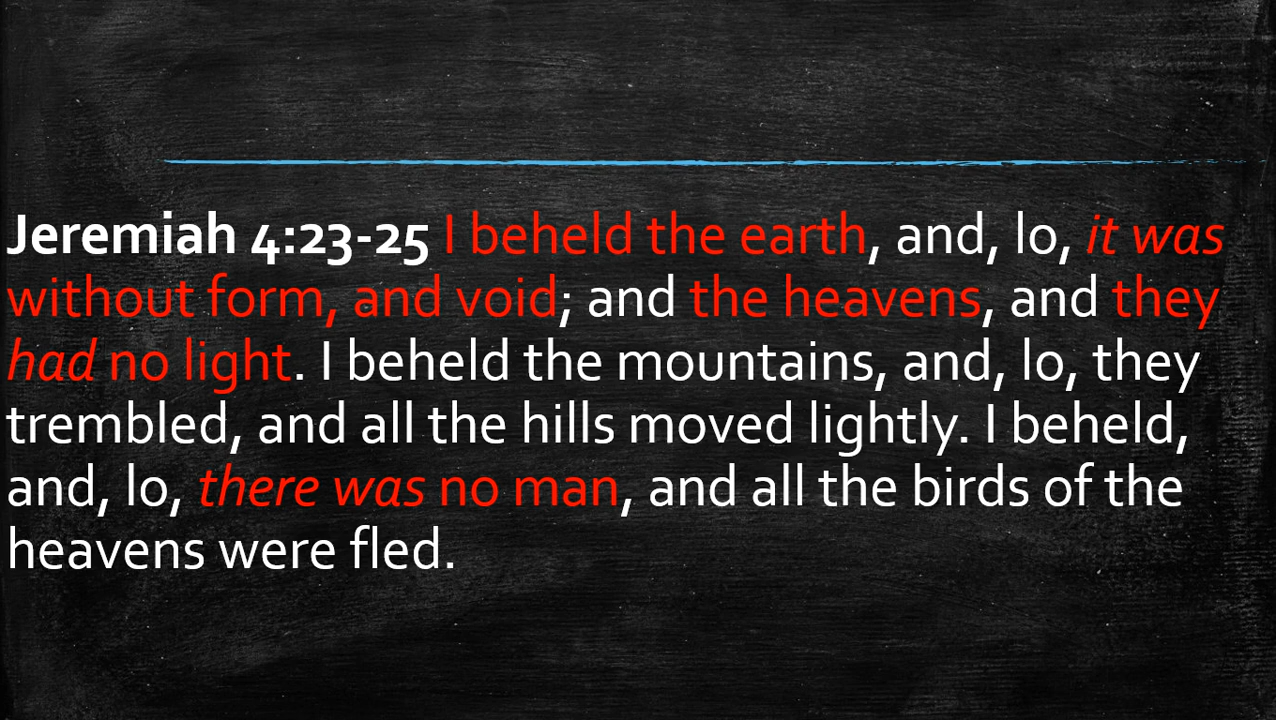 Jeremiah 4:23-25 I beheld the earth, and, lo, it was
without form, and void; and the heavens, and they
had no light. I beheld the mountains, and, lo, they
trembled, and all the hills moved lightly. I beheld,
and, lo, there was no man, and all the birds of the
heavens were fled.